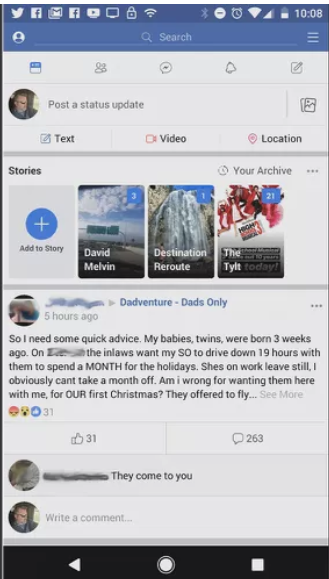 10:08
Search
Post a status update
Text Video Location
Stories Your Archive
Add to Story
3
David
Melvin
1
Destination
Reroute
21
HIGH
The
Tylt
today!
Dadventure - Dads Only
5 hours ago
So I need some quick advice. My babies, twins, were born 3 weeks
ago. On the inlaws want my SO to drive down 19 hours with
them to spend a MONTH for the holidays. Shes on work leave still, I
obviously cant take a month off. Am i wrong for wanting them here
with me, for OUR first Christmas? They offered to fly... See More
31
31 263
They come to you
Write a comment...